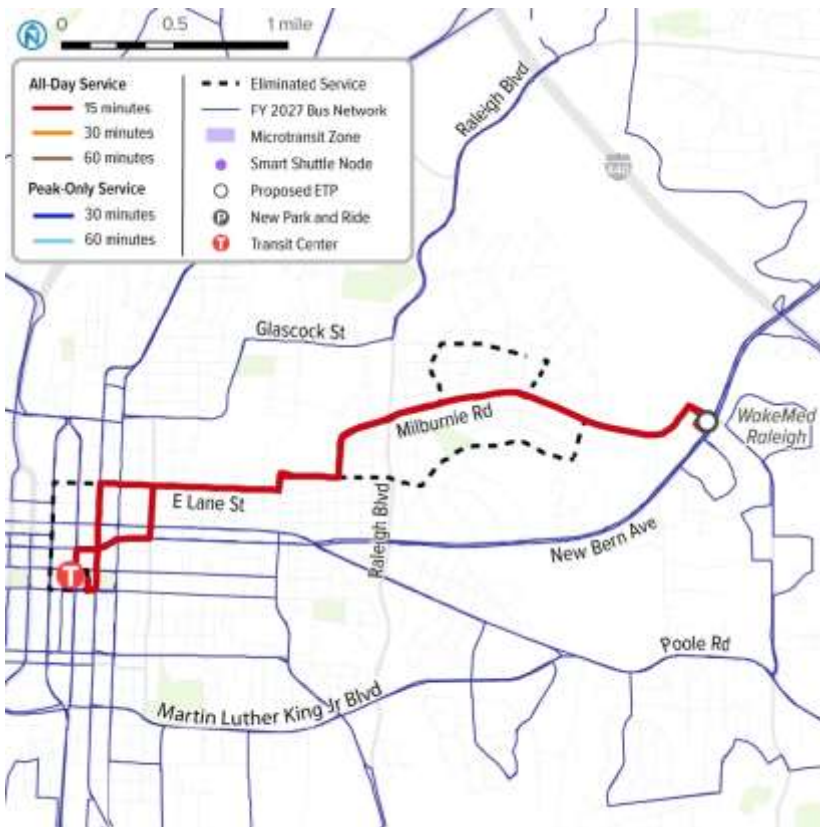 N
0 0.5 1 mile
All-Day Service
15 minutes
30 minutes
60 minutes
Peak-Only Service
30 minutes
60 minutes
Eliminated Service
FY 2027 Bus Network
Microtransit Zone
Smart Shuttle Node
Proposed ETP
P New Park and Ride
T Transit Center
Raleigh Blvd
440
Glascock St
Milburnie Rd
WakeMed
Raleigh
E Lane St
Raleigh Blvd
New Bern Ave
T
Poole Rd
Martin Luther King Jr Blvd